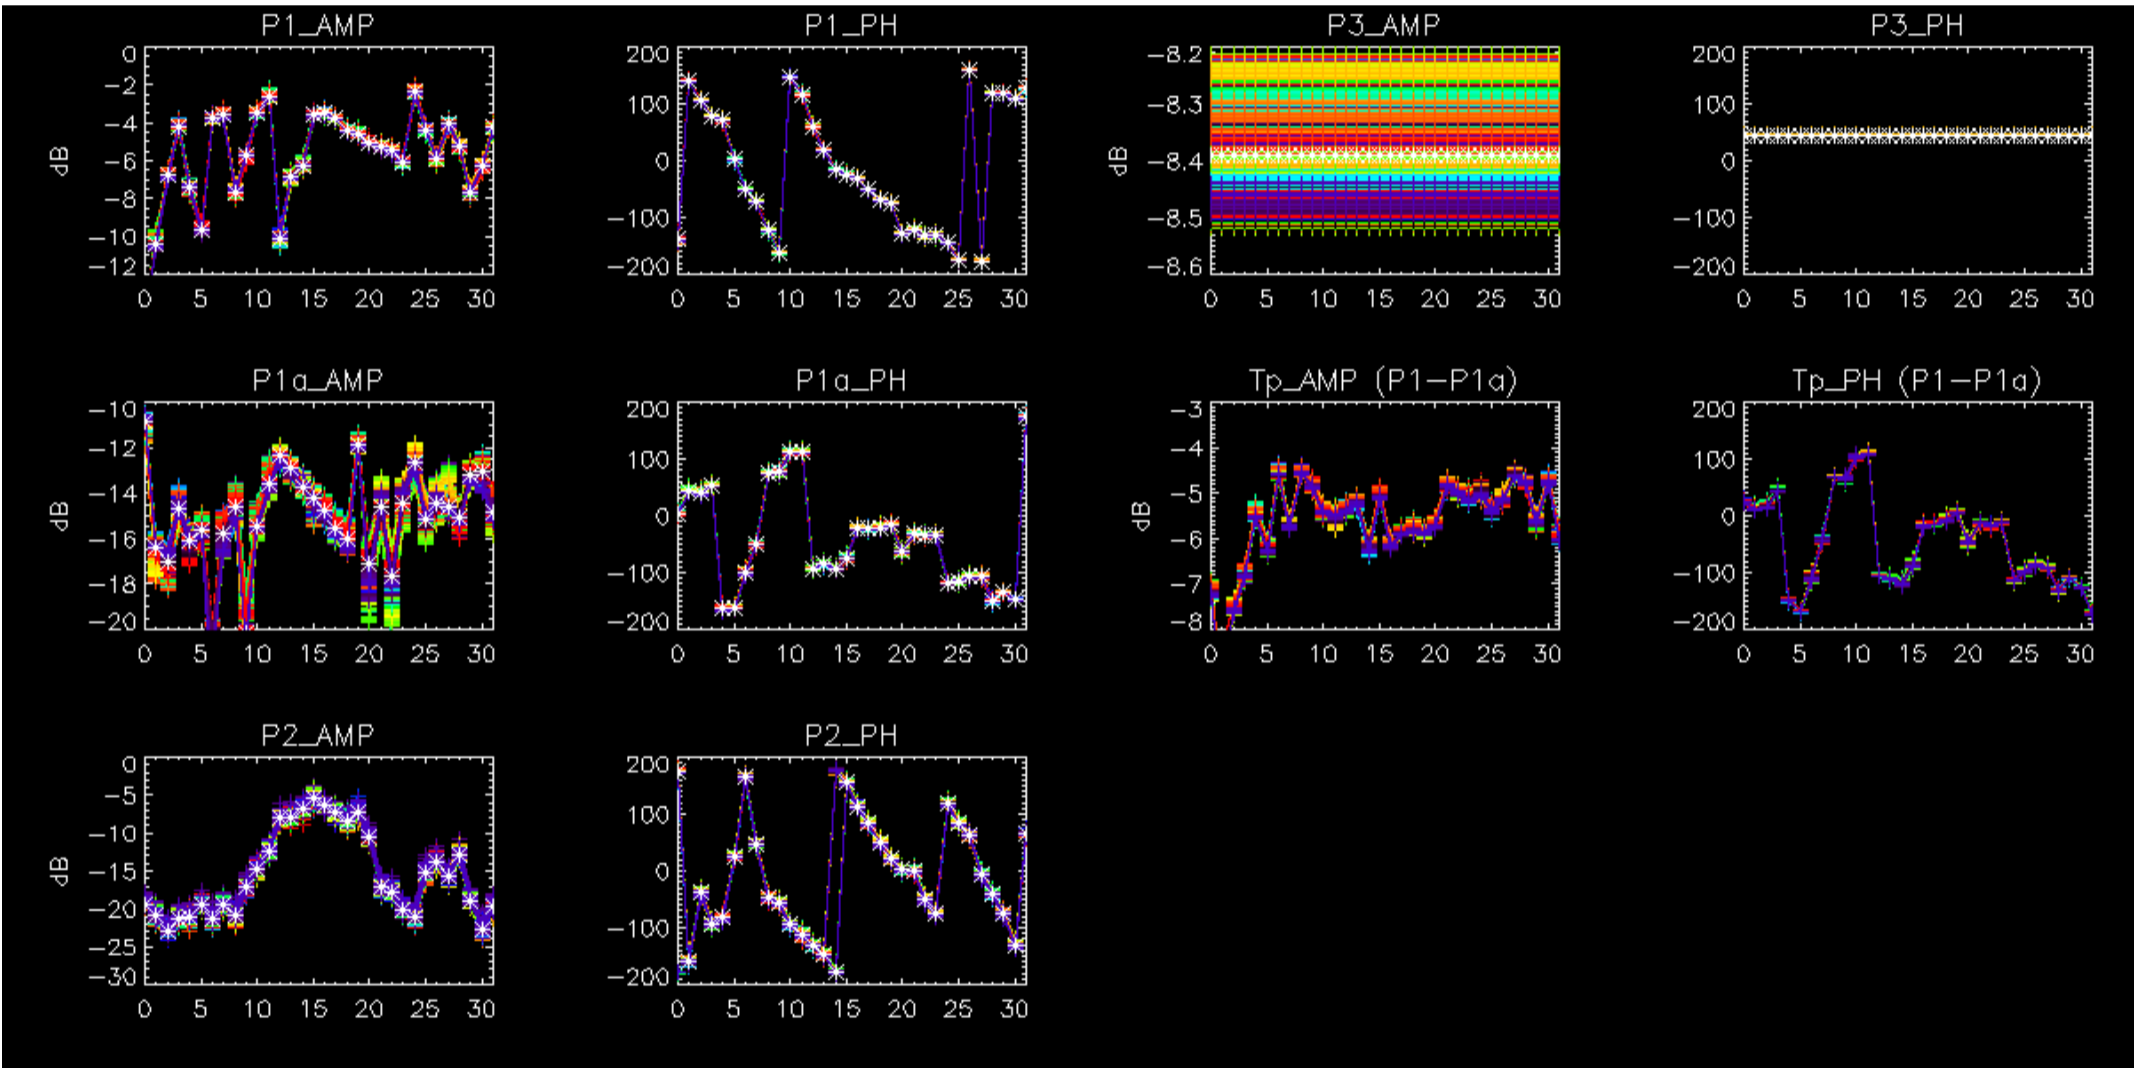 P1_AMP
0
−2
−4
−6
−8
−10
−12
dB
0 5 10 15 20 25 30
P1_PH
200
100
0
−100
−200
0 5 10 15 20 25 30
P3_AMP
−8.2
−8.3
−8.4
−8.5
−8.6
dB
0 5 10 15 20 25 30
P3_PH
200
100
0
−100
−200
0 5 10 15 20 25 30
P1a_AMP
−10
−12
−14
−16
−18
−20
dB
0 5 10 15 20 25 30
P1a_PH
200
100
0
−100
−200
0 5 10 15 20 25 30
Tp_AMP (P1−P1a)
−3
−4
−5
−6
−7
−8
dB
0 5 10 15 20 25 30
Tp_PH (P1−P1a)
200
100
0
−100
−200
0 5 10 15 20 25 30
P2_AMP
0
−5
−10
−15
−20
−25
−30
dB
0 5 10 15 20 25 30
P2_PH
200
100
0
−100
−200
0 5 10 15 20 25 30